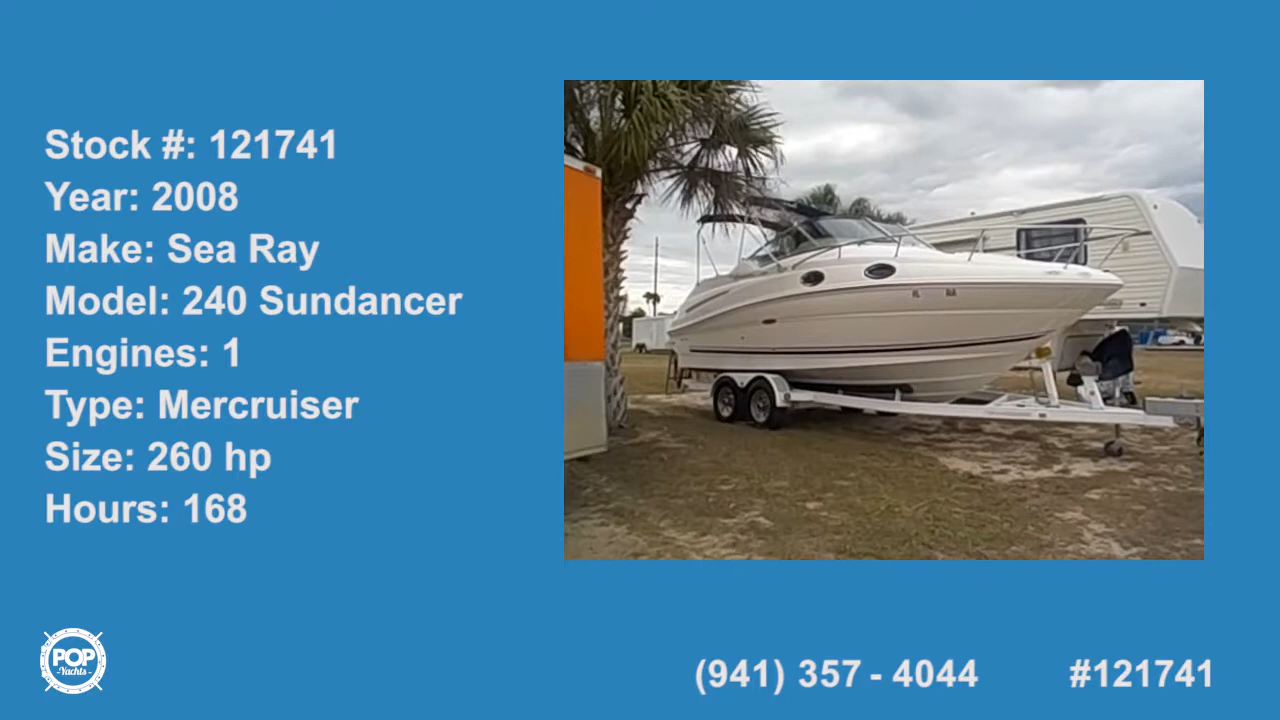 Stock #: 121741
Year: 2008
Make: Sea Ray
Model: 240 Sundancer
Engines: 1
Type: Mercruiser
Size: 260 hp
Hours: 168
POP
-Yachts-
(941) 357 - 4044
#121741